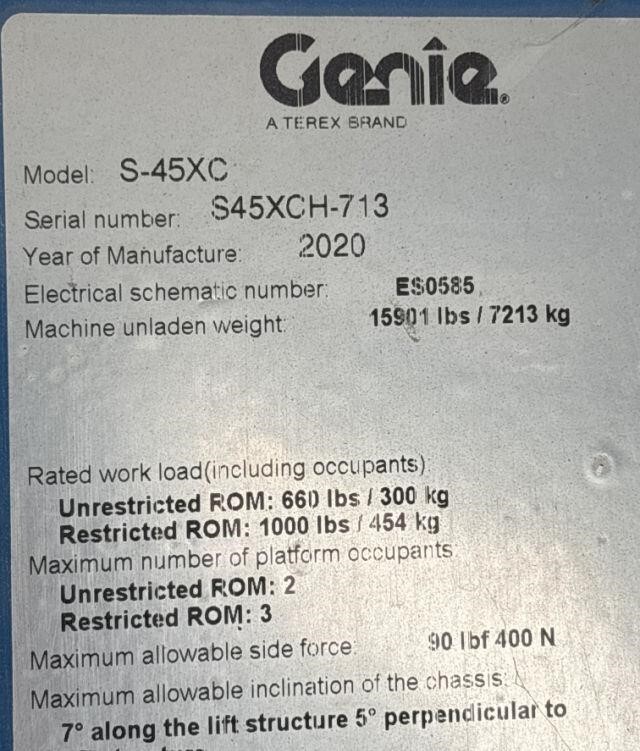 Genie®
A TEREX BRAND
Model: S-45XC
Serial number: S45XCH-713
Year of Manufacture: 2020
Electrical schematic number: ES0585
Machine unladen weight: 15901 lbs / 7213 kg
Rated work load(including occupants):
Unrestricted ROM: 660 lbs / 300 kg
Restricted ROM: 1000 lbs / 454 kg
Maximum number of platform occupants
Unrestricted ROM: 2
Restricted ROM: 3
Maximum allowable side force: 90 lbf 400 N
Maximum allowable inclination of the chassis:
7° along the lift structure 5° perpendicular to